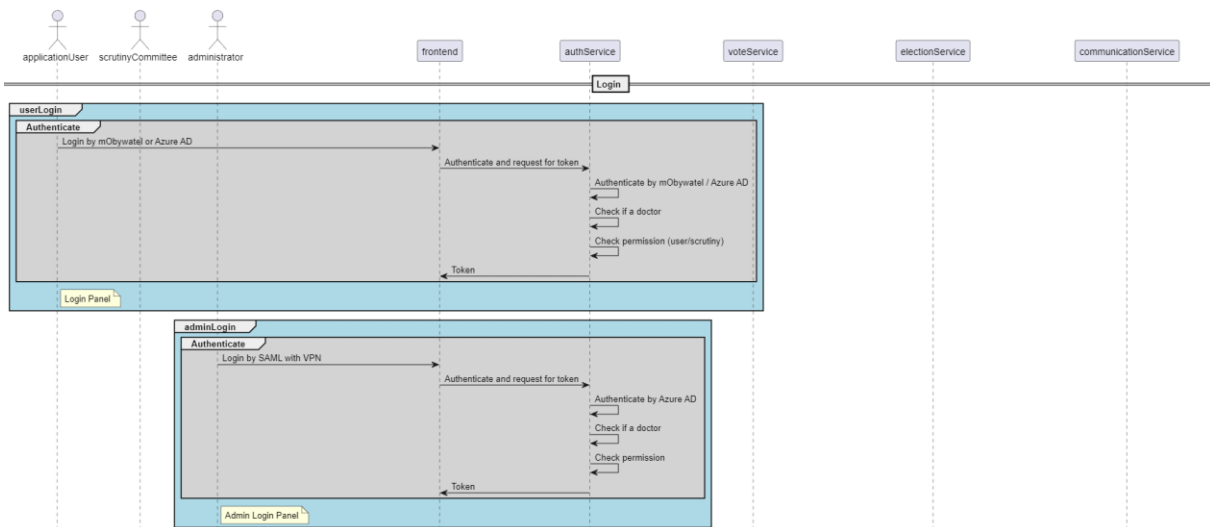 applicationUser
scrutinyCommittee
administrator
frontend
authService
voteService
electionService
communicationService
Login
userLogin
Authenticate
Login by mObywatel or Azure AD
Authenticate and request for token
Authenticate by mObywatel / Azure AD
Check if a doctor
Check permission (user/scrutiny)
Token
Login Panel
adminLogin
Authenticate
Login by SAML with VPN
Authenticate and request for token
Authenticate by Azure AD
Check if a doctor
Check permission
Token
Admin Login Panel